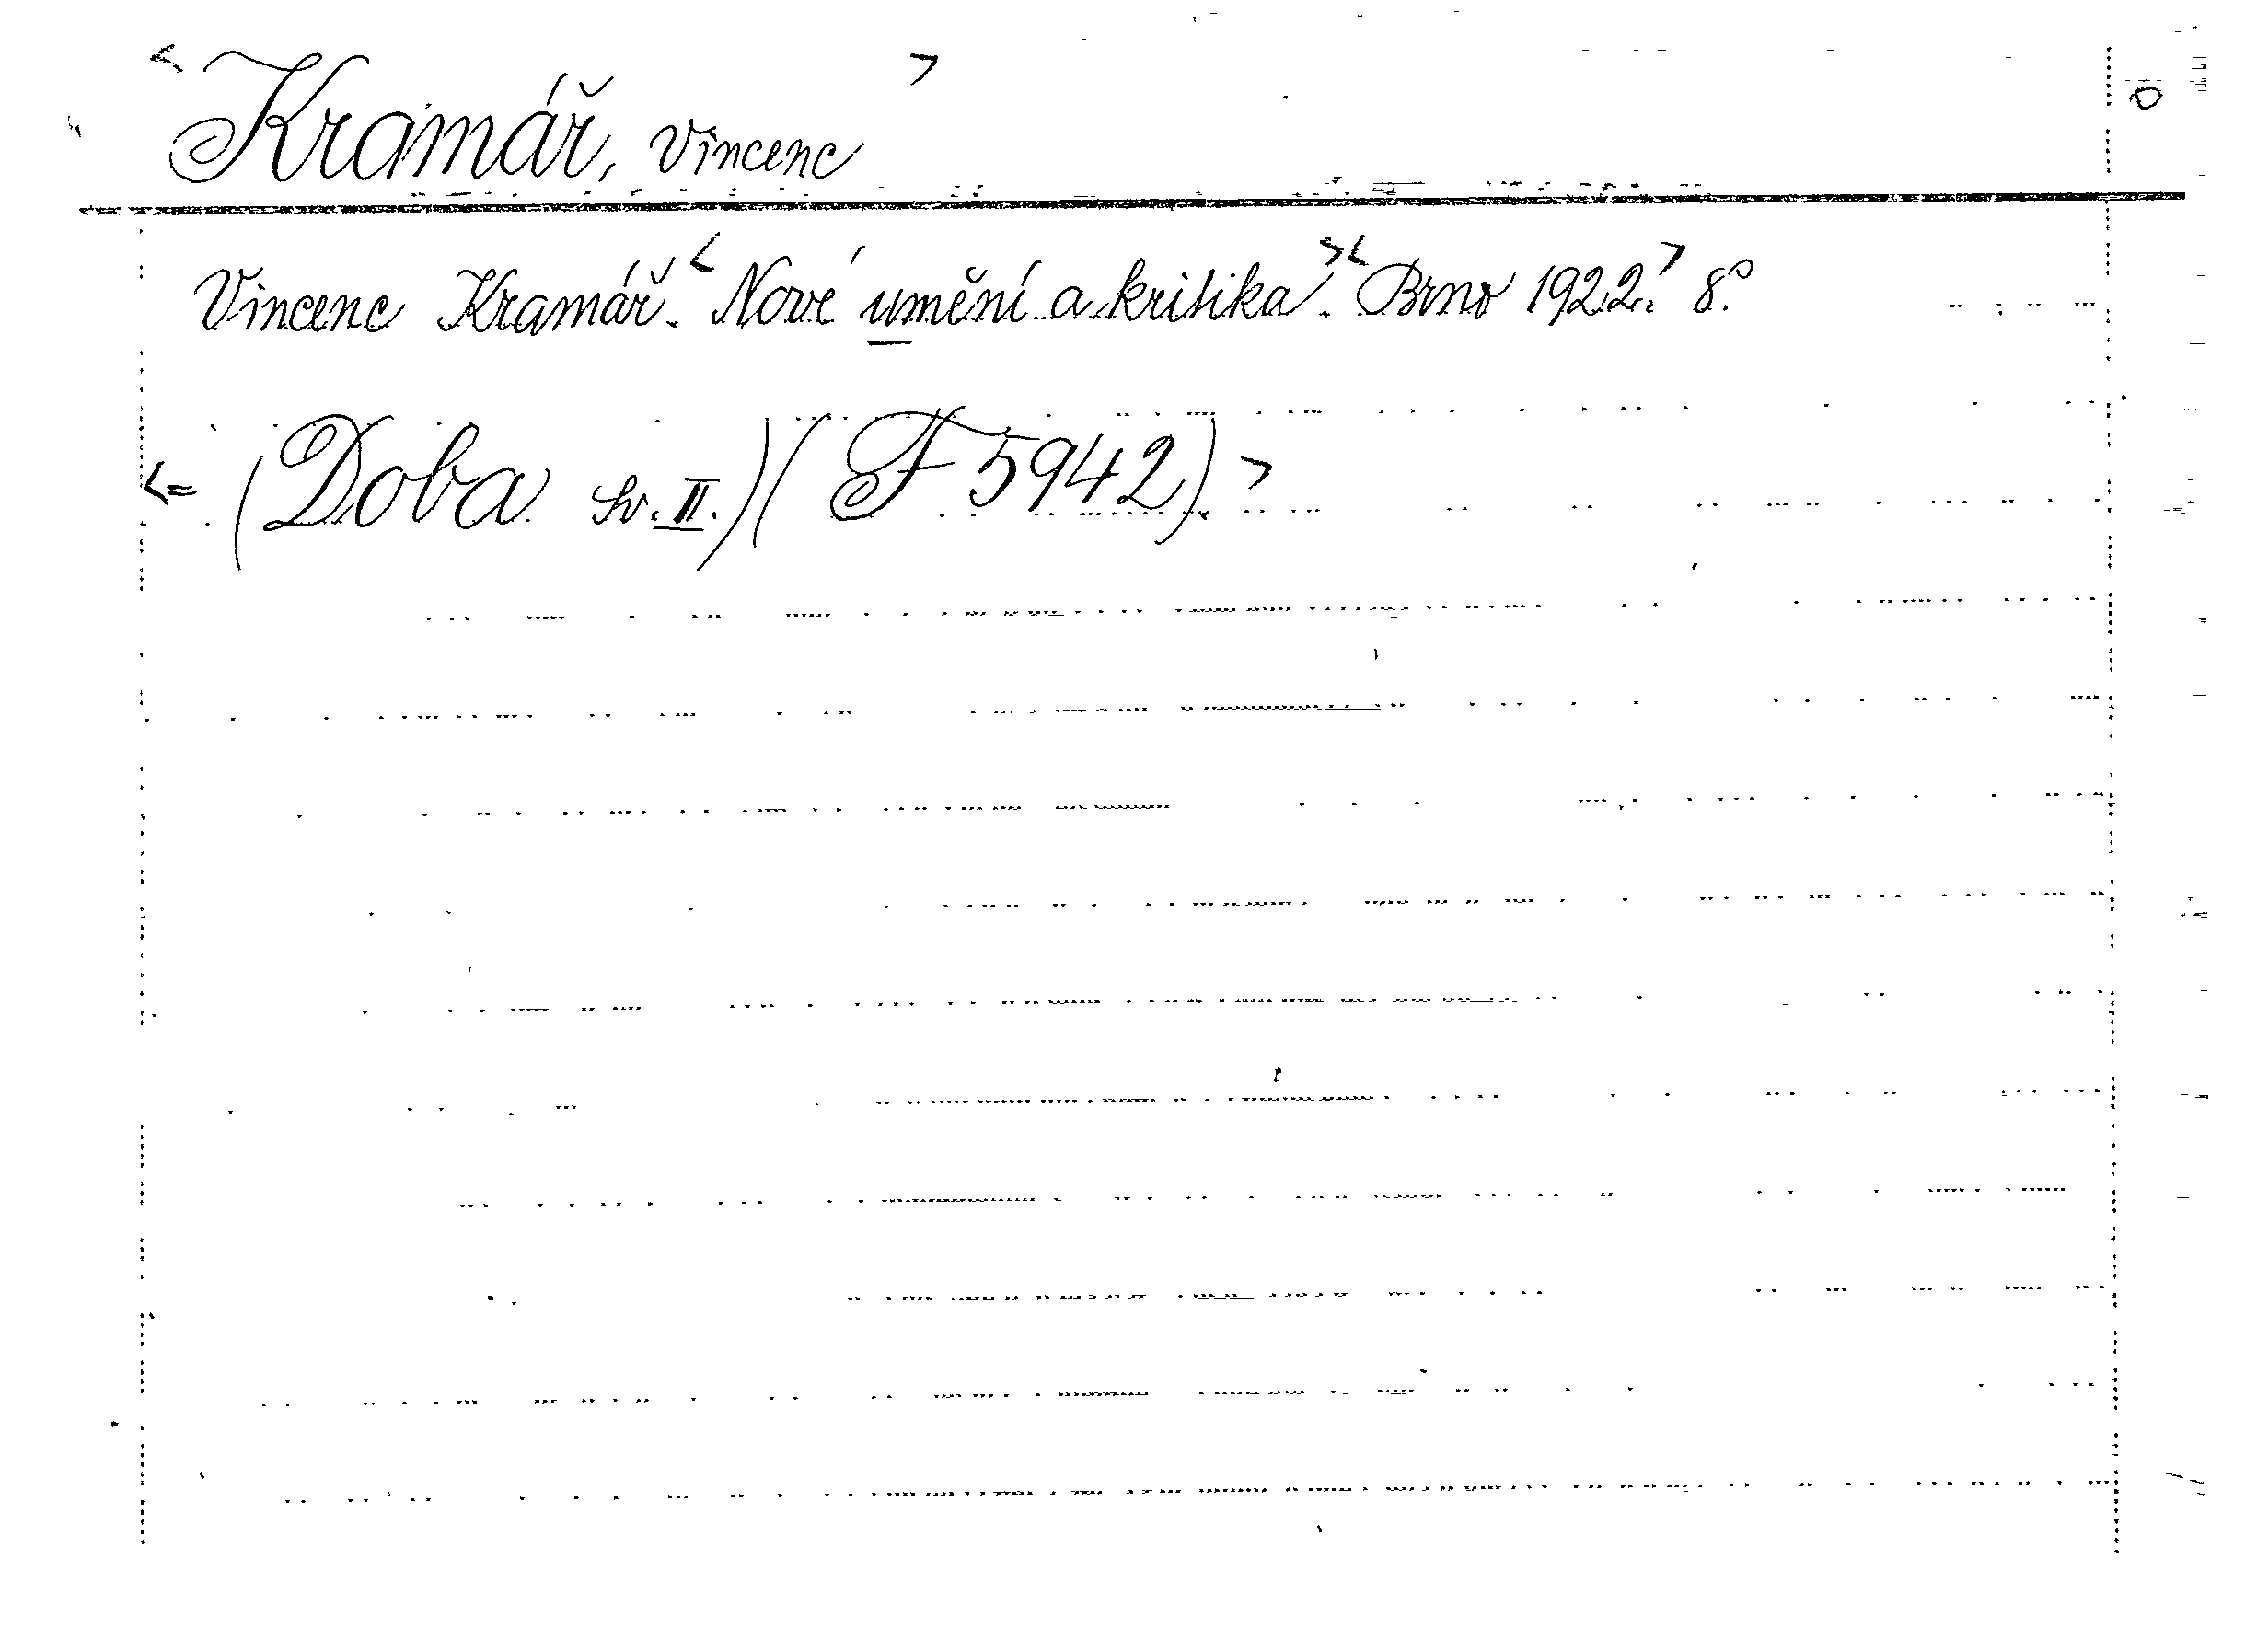 <Kramář, Vincenc>
Vincenc Kramář. <Nové umění a kritika.> <Brno 1922.> 8°.
<= (Doba sv. II.) (F 5942).>